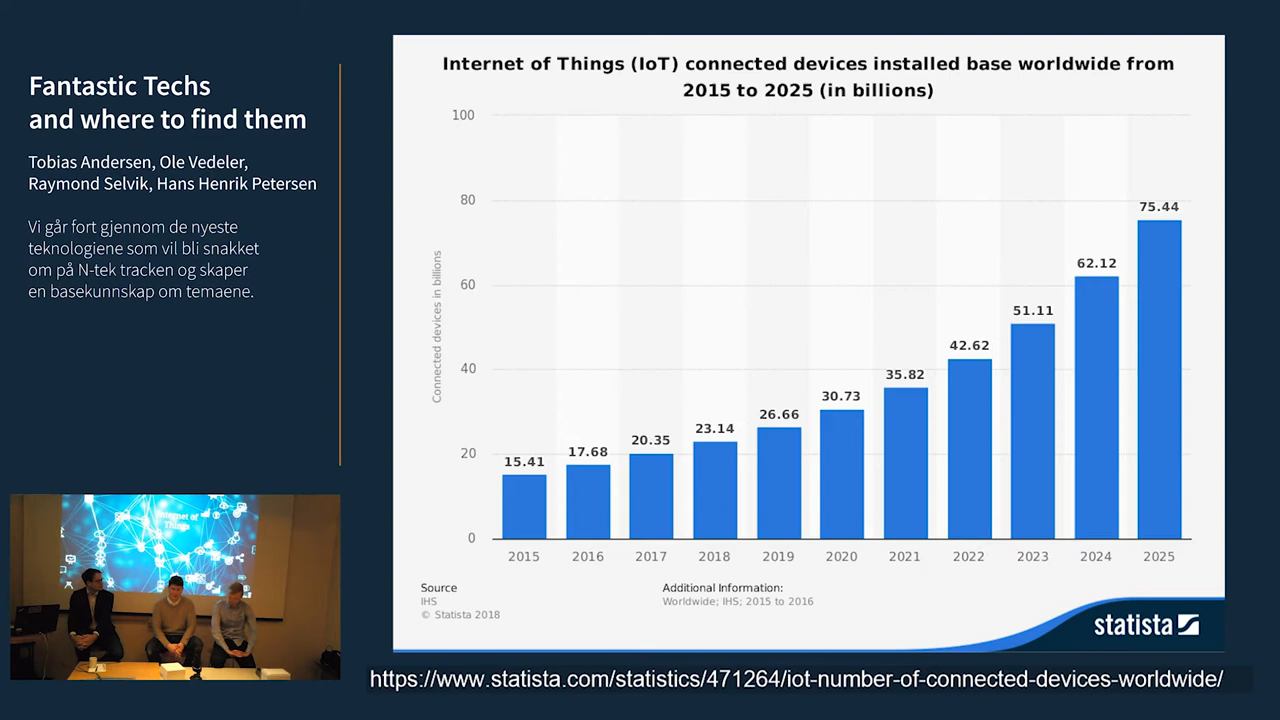 Fantastic Techs
and where to find them
Tobias Andersen, Ole Vedeler,
Raymond Selvik, Hans Henrik Petersen
Vi går fort gjennom de nyeste
teknologiene som vil bli snakket
om på N-tek tracken og skaper
en basekunnskap om temaene.
Internet of
Things
Internet of Things (IoT) connected devices installed base worldwide from
2015 to 2025 (in billions)
Connected devices in billions
100
80
60
40
20
0
15.41
17.68
20.35
23.14
26.66
30.73
35.82
42.62
51.11
62.12
75.44
2015 2016 2017 2018 2019 2020 2021 2022 2023 2024 2025
Source
IHS
© Statista 2018
Additional Information:
Worldwide; IHS; 2015 to 2016
statista
https://www.statista.com/statistics/471264/iot-number-of-connected-devices-worldwide/